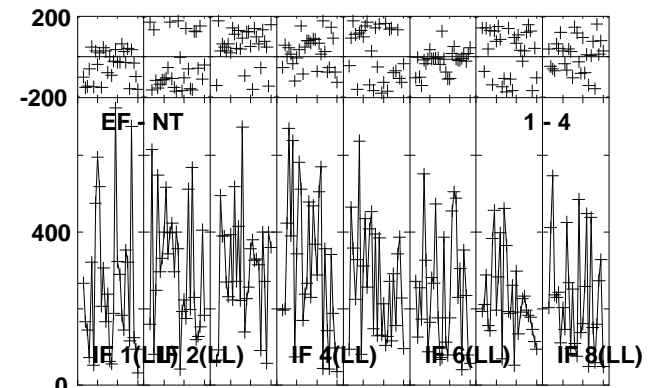 200
-200
EF - NT 1 - 4
400
IF 1(LL) IF 2(LL) IF 4(LL) IF 6(LL) IF 8(LL)
0